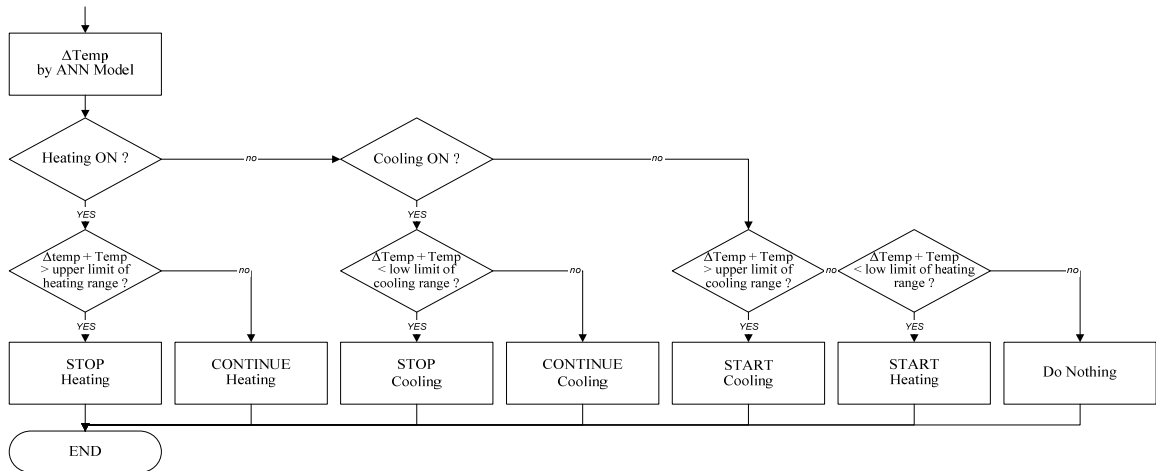 ΔTemp
by ANN Model
Heating ON ?
no
Cooling ON ?
no
YES
YES
Δtemp + Temp
> upper limit of
heating range ?
no
ΔTemp + Temp
< low limit of
cooling range ?
no
ΔTemp + Temp
> upper limit of
cooling range ?
no
ΔTemp + Temp
< low limit of heating
range ?
no
YES
YES
YES
YES
STOP
Heating
CONTINUE
Heating
STOP
Cooling
CONTINUE
Cooling
START
Cooling
START
Heating
Do Nothing
END